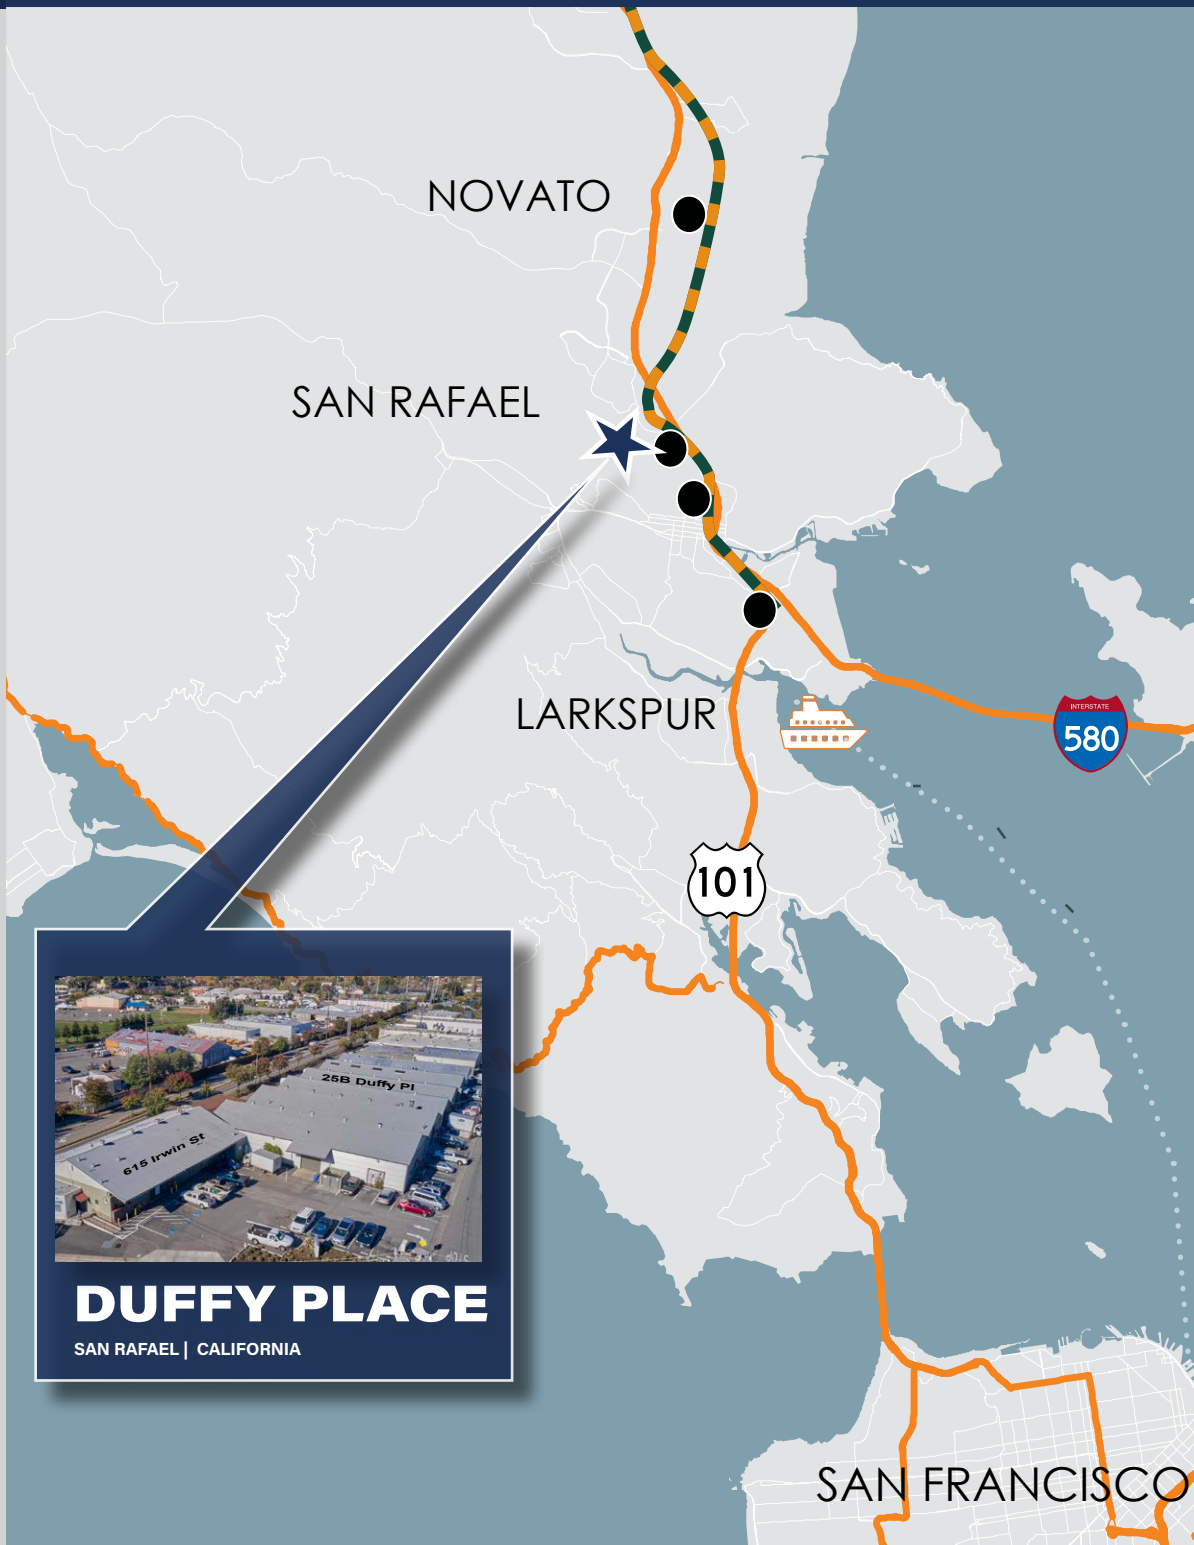 NOVATO
SAN RAFAEL
LARKSPUR
INTERSTATE
580
101
25B Duffy Pl
615 Irwin St
DUFFY PLACE
SAN RAFAEL | CALIFORNIA
SAN FRANCISCO